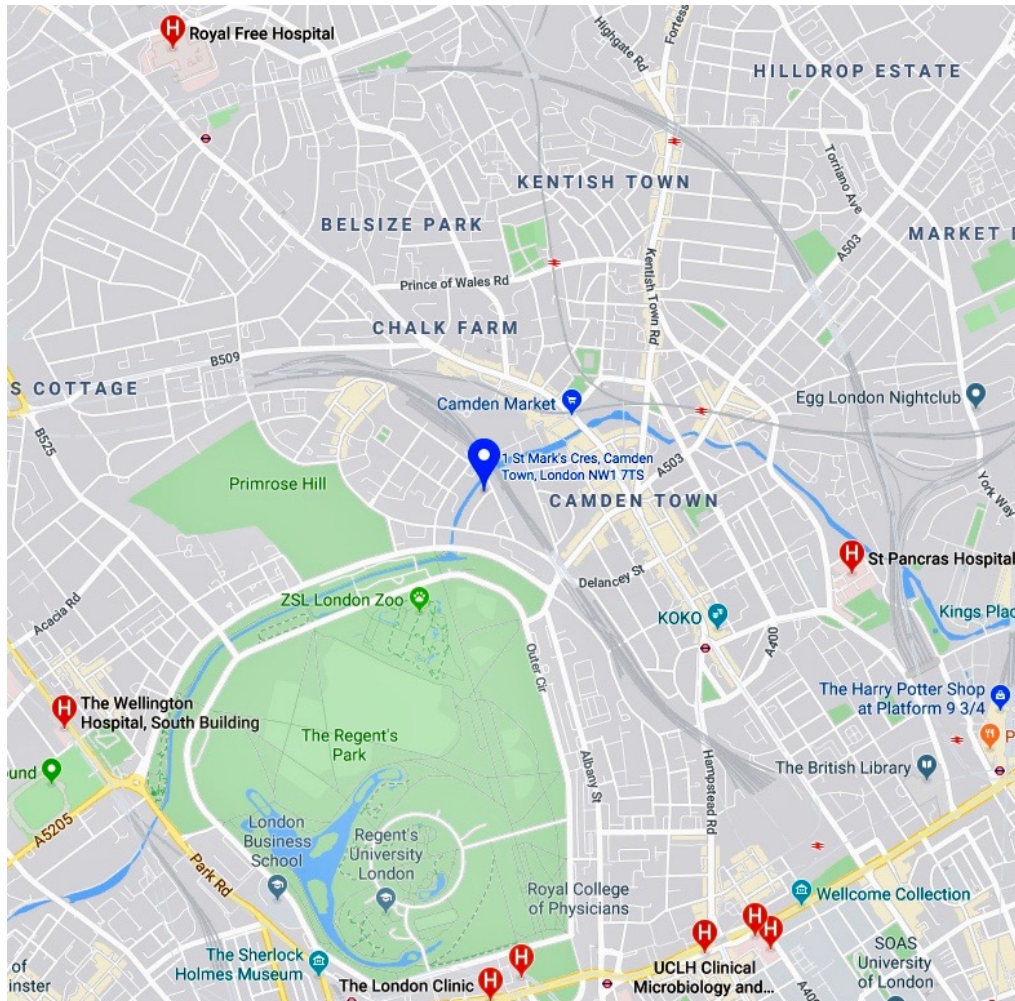 H
Royal Free Hospital
Highgate Rd
Fortess
HILLDROP ESTATE
Torriano Ave
KENTISH TOWN
BELSIZE PARK
MARKET
A503
Kentish Town Rd
Prince of Wales Rd
CHALK FARM
B509
S COTTAGE
Camden Market
Egg London Nightclub
B525
1 St Mark's Cres, Camden
Town, London NW1 7TS
A503
Primrose Hill
CAMDEN TOWN
York Way
H
St Pancras Hospital
Delancey St
ZSL London Zoo
Acacia Rd
KOKO
Kings Plac
A400
Outer Cir
H
The Wellington
Hospital, South Building
The Harry Potter Shop
at Platform 9 3/4
The Regent's
Park
P
ound
Albany St
Hampstead Rd
The British Library
A5205
London
Business
School
Regent's
University
London
Park Rd
Royal College
of Physicians
Wellcome Collection
H
H
H
H
H
The Sherlock
Holmes Museum
The London Clinic
UCLH Clinical
Microbiology and...
SOAS
University
of London
of
inster
A400